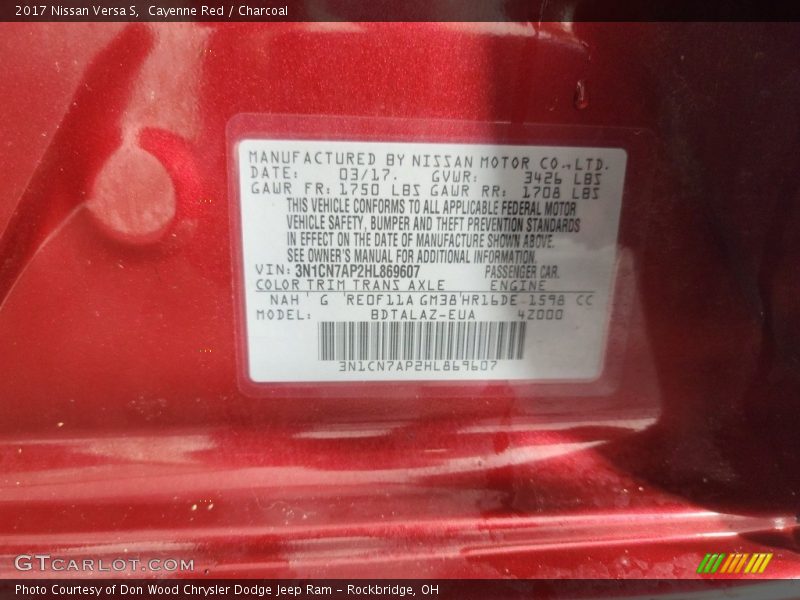 2017 Nissan Versa S,  Cayenne Red / Charcoal
MANUFACTURED BY NISSAN MOTOR CO.,LTD.
DATE: 03/17. GVWR: 3426 LBS
GAWR FR: 1750 LBS GAWR RR: 1708 LBS
THIS VEHICLE CONFORMS TO ALL APPLICABLE FEDERAL MOTOR
VEHICLE SAFETY, BUMPER AND THEFT PREVENTION STANDARDS
IN EFFECT ON THE DATE OF MANUFACTURE SHOWN ABOVE.
SEE OWNER'S MANUAL FOR ADDITIONAL INFORMATION.
VIN: 3N1CN7AP2HL869607 PASSENGER CAR.
COLOR TRIM TRANS AXLE ENGINE
NAH ' G 'RE0F11A GM38'HR16DE 1598 CC
MODEL: BDTALAZ-EUA 4Z000
3N1CN7AP2HL869607
GTCARLOT.COM
Photo Courtesy of Don Wood Chrysler Dodge Jeep Ram – Rockbridge, OH